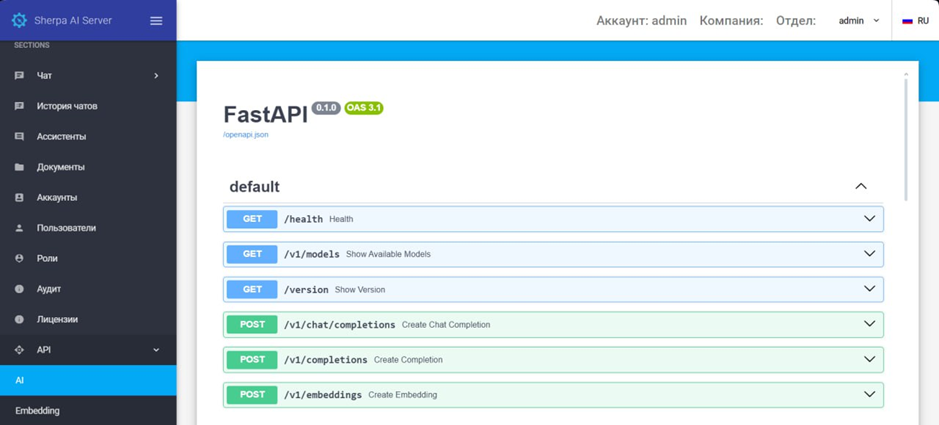 Sherpa AI Server
Аккаунт: admin Компания: Отдел: admin RU
SECTIONS
Чат
История чатов
Ассистенты
Документы
Аккаунты
Пользователи
Роли
Аудит
Лицензии
API
AI
Embedding
FastAPI 0.1.0 OAS 3.1
/openapi.json
default
GET /health Health
GET /v1/models Show Available Models
GET /version Show Version
POST /v1/chat/completions Create Chat Completion
POST /v1/completions Create Completion
POST /v1/embeddings Create Embedding